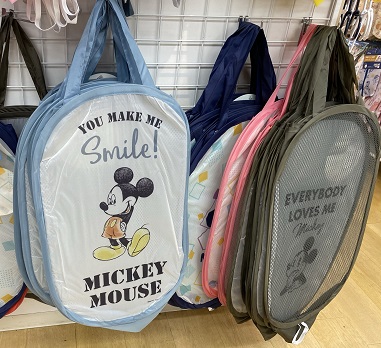 YOU MAKE ME
Smile!
MICKEY
MOUSE
EVERYBODY
LOVES ME
Mickey